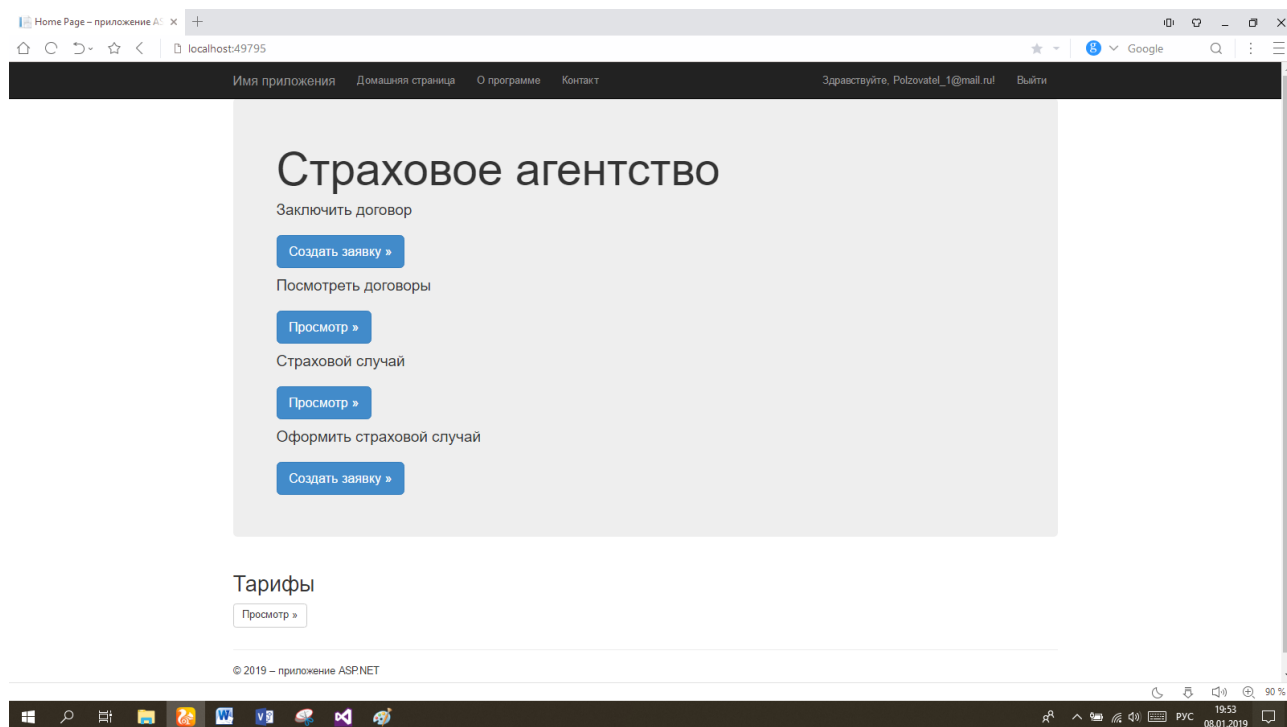 Home Page – приложение AS
localhost:49795
Google
Имя приложения Домашняя страница О программе Контакт Здравствуйте, Polzovatel_1@mail.ru! Выйти
Страховое агентство
Заключить договор
Создать заявку »
Посмотреть договоры
Просмотр »
Страховой случай
Просмотр »
Оформить страховой случай
Создать заявку »
Тарифы
Просмотр »
© 2019 – приложение ASP.NET
90 %
РУС
19:53
08.01.2019